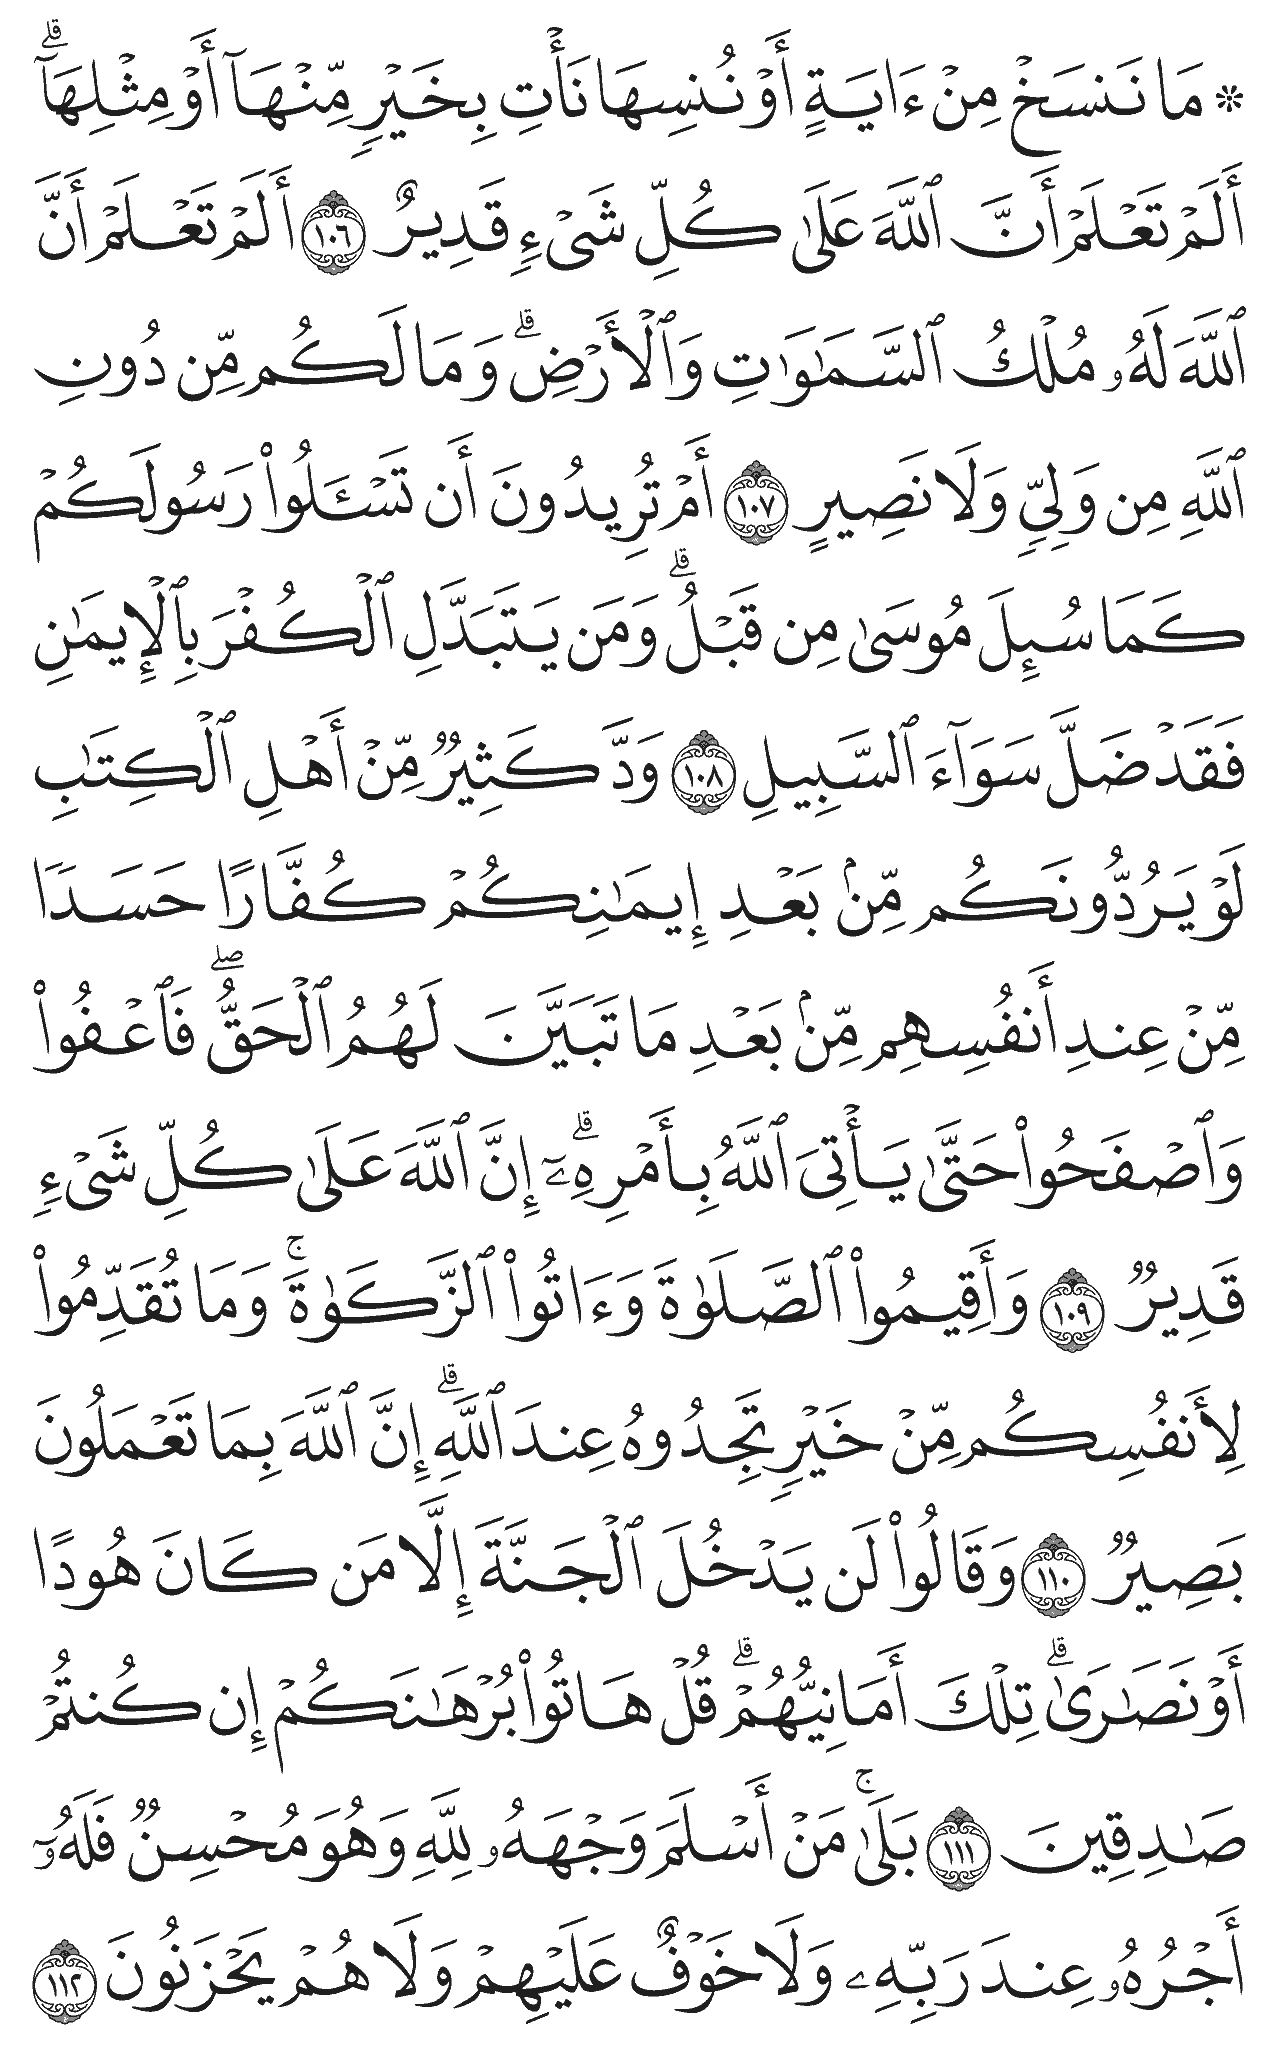 ۞ مَا نَنسَخْ مِنْ ءَايَةٍ أَوْ نُنسِهَا نَأْتِ بِخَيْرٍ مِّنْهَآ أَوْ مِثْلِهَآۗ
أَلَمْ تَعْلَمْ أَنَّ ٱللَّهَ عَلَىٰ كُلِّ شَىْءٍ قَدِيرٌ ١٠٦ أَلَمْ تَعْلَمْ أَنَّ
ٱللَّهَ لَهُۥ مُلْكُ ٱلسَّمَٰوَٰتِ وَٱلْأَرْضِۗ وَمَا لَكُم مِّن دُونِ
ٱللَّهِ مِن وَلِىٍّ وَلَا نَصِيرٍ ١٠٧ أَمْ تُرِيدُونَ أَن تَسْـَٔلُوا۟ رَسُولَكُمْ
كَمَا سُئِلَ مُوسَىٰ مِن قَبْلُۗ وَمَن يَتَبَدَّلِ ٱلْكُفْرَ بِٱلْإِيمَٰنِ
فَقَدْ ضَلَّ سَوَآءَ ٱلسَّبِيلِ ١٠٨ وَدَّ كَثِيرٌ مِّنْ أَهْلِ ٱلْكِتَٰبِ
لَوْ يَرُدُّونَكُم مِّنۢ بَعْدِ إِيمَٰنِكُمْ كُفَّارًا حَسَدًا
مِّنْ عِندِ أَنفُسِهِم مِّنۢ بَعْدِ مَا تَبَيَّنَ لَهُمُ ٱلْحَقُّۖ فَٱعْفُوا۟
وَٱصْفَحُوا۟ حَتَّىٰ يَأْتِىَ ٱللَّهُ بِأَمْرِهِۦٓۗ إِنَّ ٱللَّهَ عَلَىٰ كُلِّ شَىْءٍ
قَدِيرٌ ١٠٩ وَأَقِيمُوا۟ ٱلصَّلَوٰةَ وَءَاتُوا۟ ٱلزَّكَوٰةَۚ وَمَا تُقَدِّمُوا۟
لِأَنفُسِكُم مِّنْ خَيْرٍ تَجِدُوهُ عِندَ ٱللَّهِۗ إِنَّ ٱللَّهَ بِمَا تَعْمَلُونَ
بَصِيرٌ ١١٠ وَقَالُوا۟ لَن يَدْخُلَ ٱلْجَنَّةَ إِلَّا مَن كَانَ هُودًا
أَوْ نَصَٰرَىٰۗ تِلْكَ أَمَانِيُّهُمْۗ قُلْ هَاتُوا۟ بُرْهَٰنَكُمْ إِن كُنتُمْ
صَٰدِقِينَ ١١١ بَلَىٰۚ مَنْ أَسْلَمَ وَجْهَهُۥ لِلَّهِ وَهُوَ مُحْسِنٌ فَلَهُۥٓ
أَجْرُهُۥ عِندَ رَبِّهِۦ وَلَا خَوْفٌ عَلَيْهِمْ وَلَا هُمْ يَحْزَنُونَ ١١٢